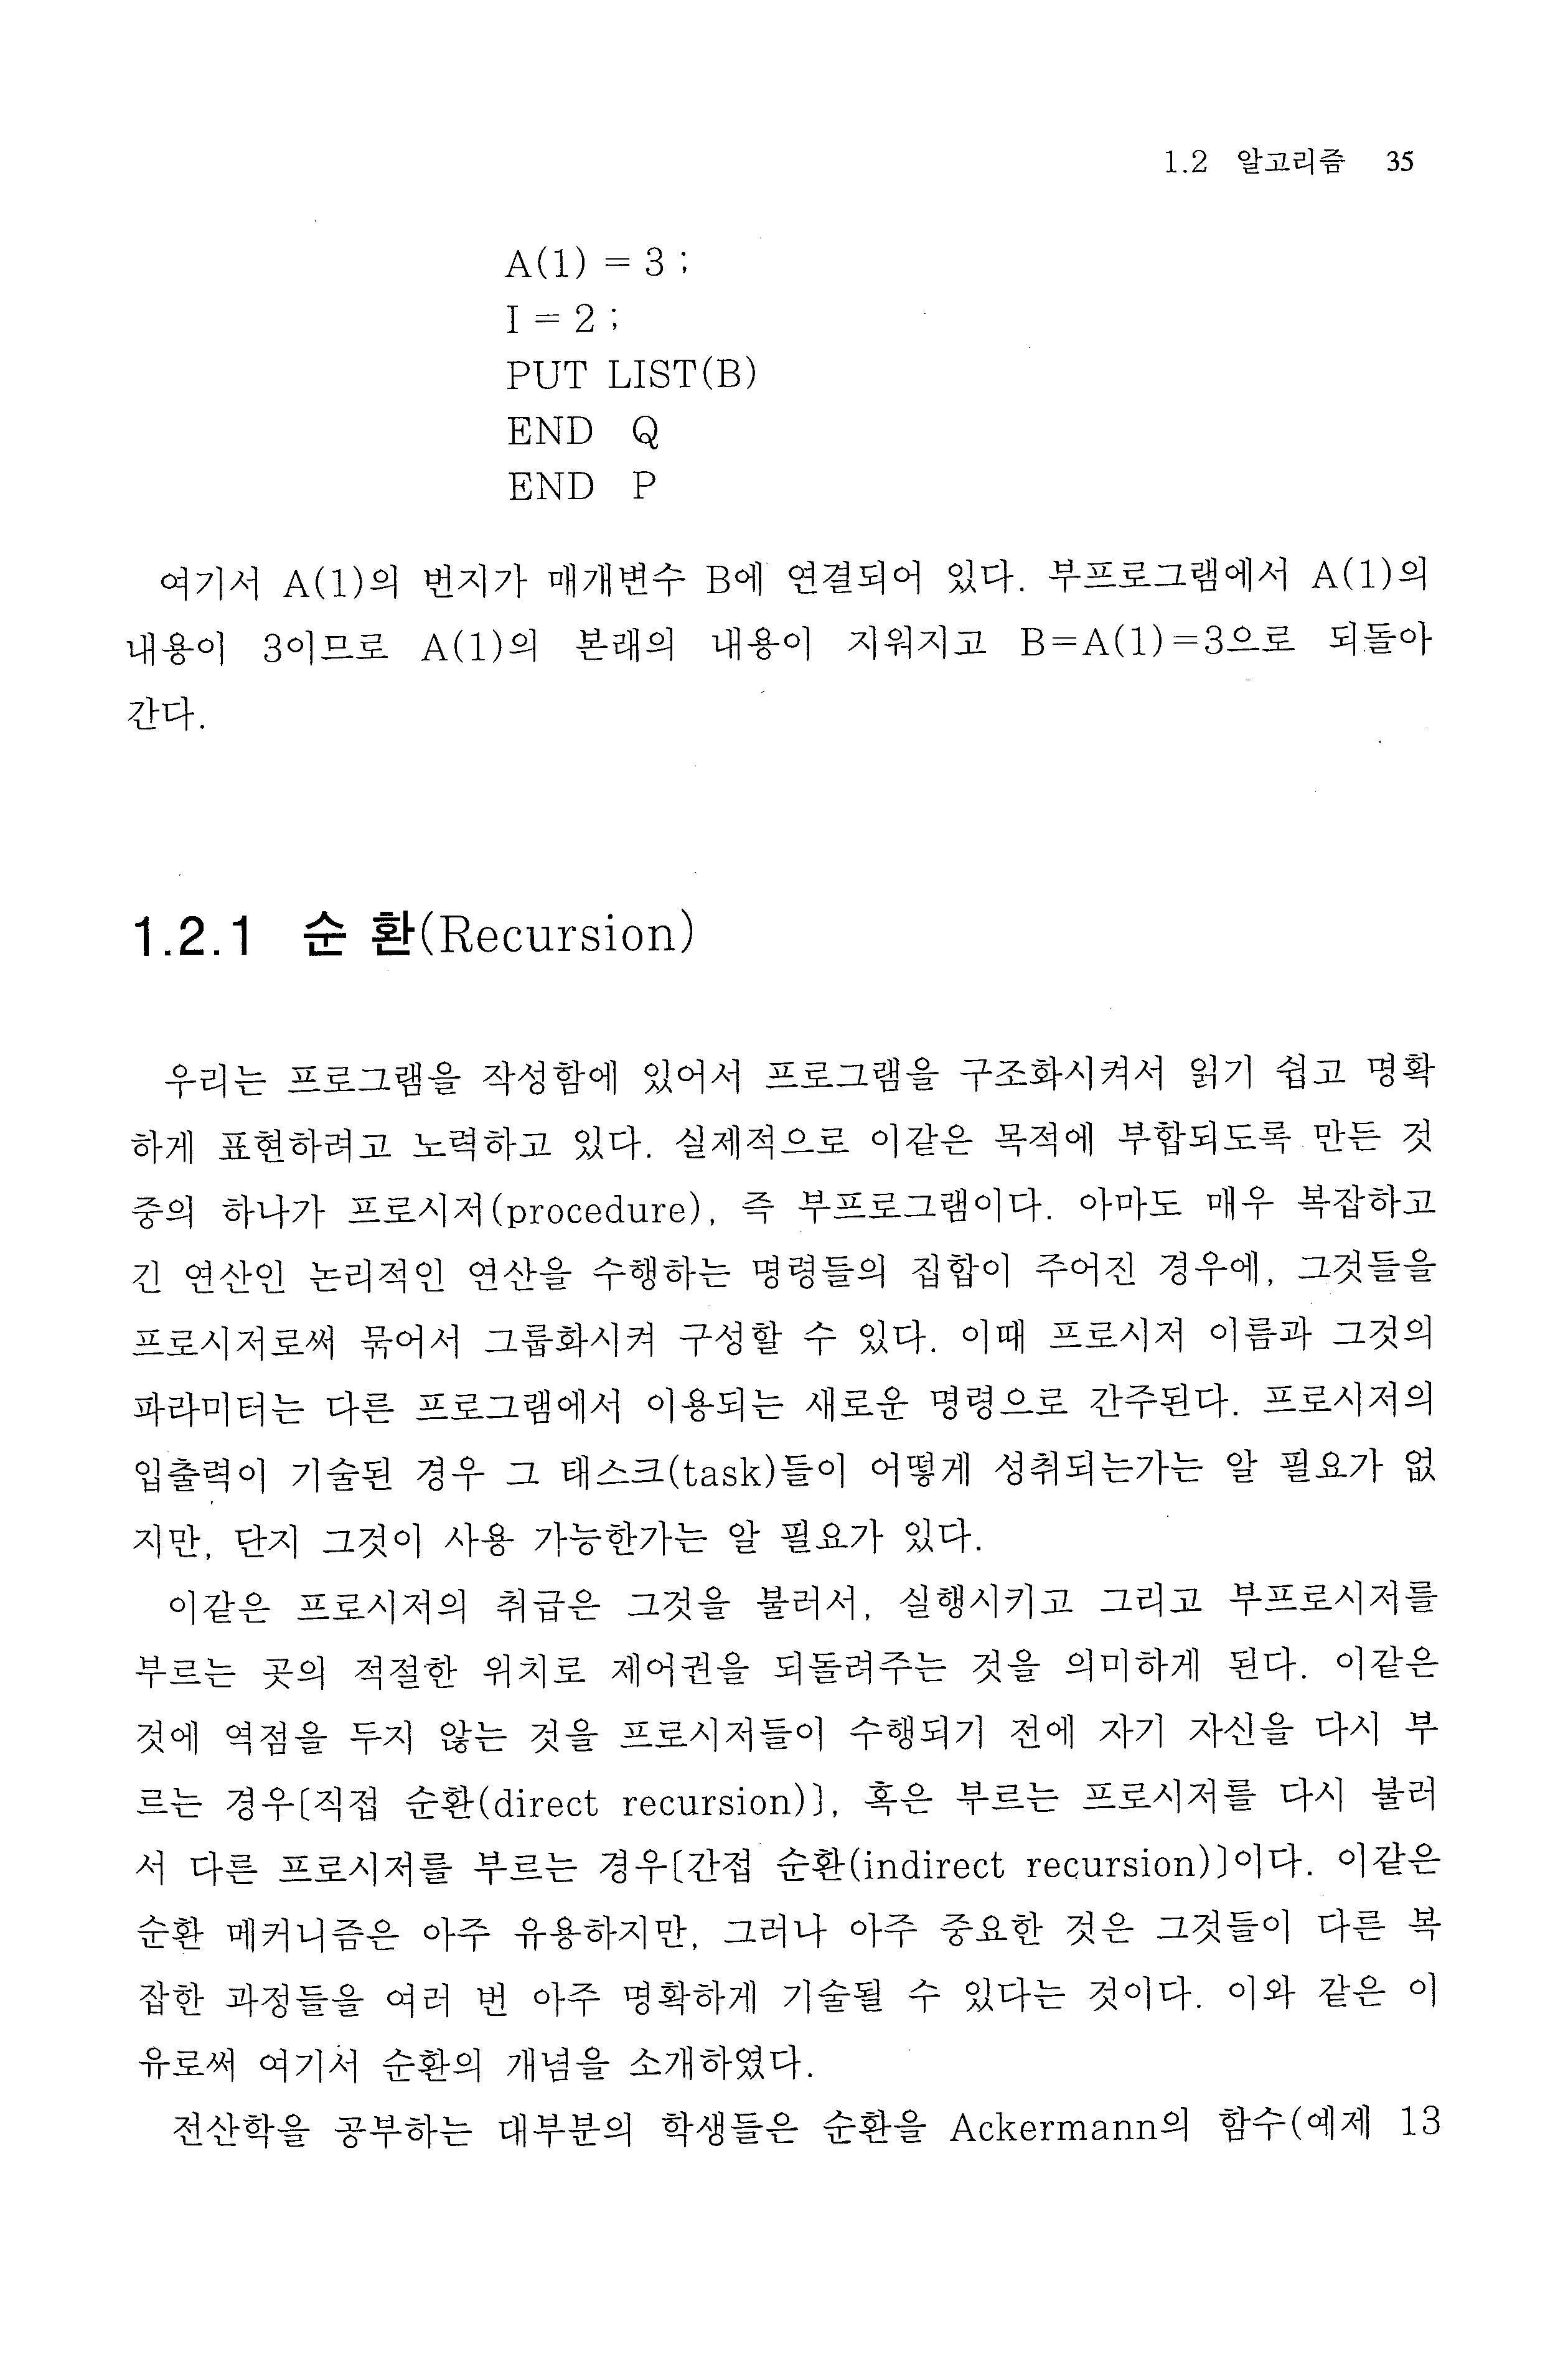 1.2 알고리즘 35
A(1) = 3 ;
I = 2 ;
PUT LIST(B)
END Q
END P
여기서 A(1)의 번지가 매개변수 B에 연결되어 있다. 부프로그램에서 A(1)의
내용이 3이므로 A(1)의 본래의 내용이 지워지고 B=A(1)=3으로 되돌아
간다.
1.2.1 순 환(Recursion)
우리는 프로그램을 작성함에 있어서 프로그램을 구조화시켜서 읽기 쉽고 명확
하게 표현하려고 노력하고 있다. 실제적으로 이같은 목적에 부합되도록 만든 것
중의 하나가 프로시저(procedure), 즉 부프로그램이다. 아마도 매우 복잡하고
긴 연산인 논리적인 연산을 수행하는 명령들의 집합이 주어진 경우에, 그것들을
프로시저로써 묶어서 그룹화시켜 구성할 수 있다. 이때 프로시저 이름과 그것의
파라미터는 다른 프로그램에서 이용되는 새로운 명령으로 간주된다. 프로시저의
입출력이 기술된 경우 그 태스크(task)들이 어떻게 성취되는가는 알 필요가 없
지만, 단지 그것이 사용 가능한가는 알 필요가 있다.
이같은 프로시저의 취급은 그것을 불러서, 실행시키고 그리고 부프로시저를
부르는 곳의 적절한 위치로 제어권을 되돌려주는 것을 의미하게 된다. 이같은
것에 역점을 두지 않는 것을 프로시저들이 수행되기 전에 자기 자신을 다시 부
르는 경우[직접 순환(direct recursion)], 혹은 부르는 프로시저를 다시 불러
서 다른 프로시저를 부르는 경우[간접 순환(indirect recursion)]이다. 이같은
순환 메커니즘은 아주 유용하지만, 그러나 아주 중요한 것은 그것들이 다른 복
잡한 과정들을 여러 번 아주 명확하게 기술될 수 있다는 것이다. 이와 같은 이
유로써 여기서 순환의 개념을 소개하였다.
전산학을 공부하는 대부분의 학생들은 순환을 Ackermann의 함수(예제 13